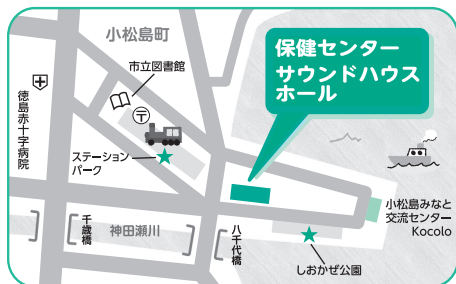 小松島町
市立図書館
〒
徳島赤十字病院
ステーション
パーク
保健センター
サウンドハウス
ホール
千歳橋
神田瀬川
八千代橋
しおかぜ公園
小松島みなと
交流センター
Kocolo